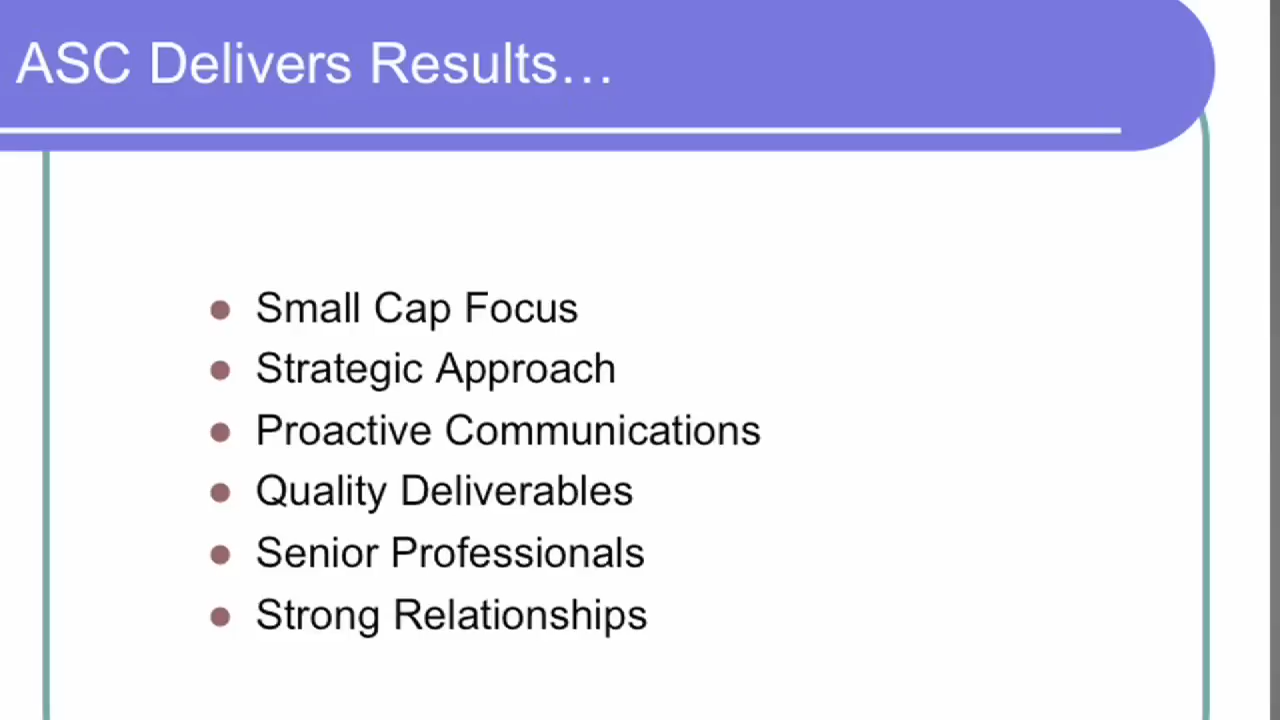 ASC Delivers Results…
Small Cap Focus
Strategic Approach
Proactive Communications
Quality Deliverables
Senior Professionals
Strong Relationships